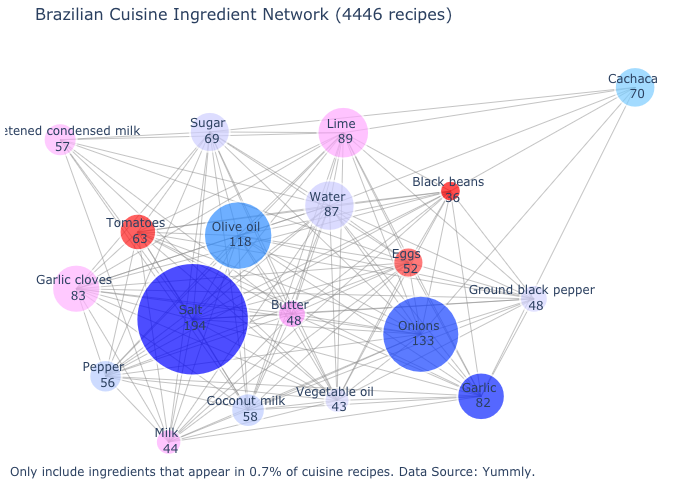 Brazilian Cuisine Ingredient Network (4446 recipes)
Cachaca
70
Sugar
69
Lime
89
etened condensed milk
57
Black beans
36
Water
87
Tomatoes
63
Olive oil
118
Eggs
52
Garlic cloves
83
Ground black pepper
48
Salt
194
Butter
48
Onions
133
Pepper
56
Vegetable oil
43
Garlic
82
Coconut milk
58
Milk
44
Only include ingredients that appear in 0.7% of cuisine recipes. Data Source: Yummly.